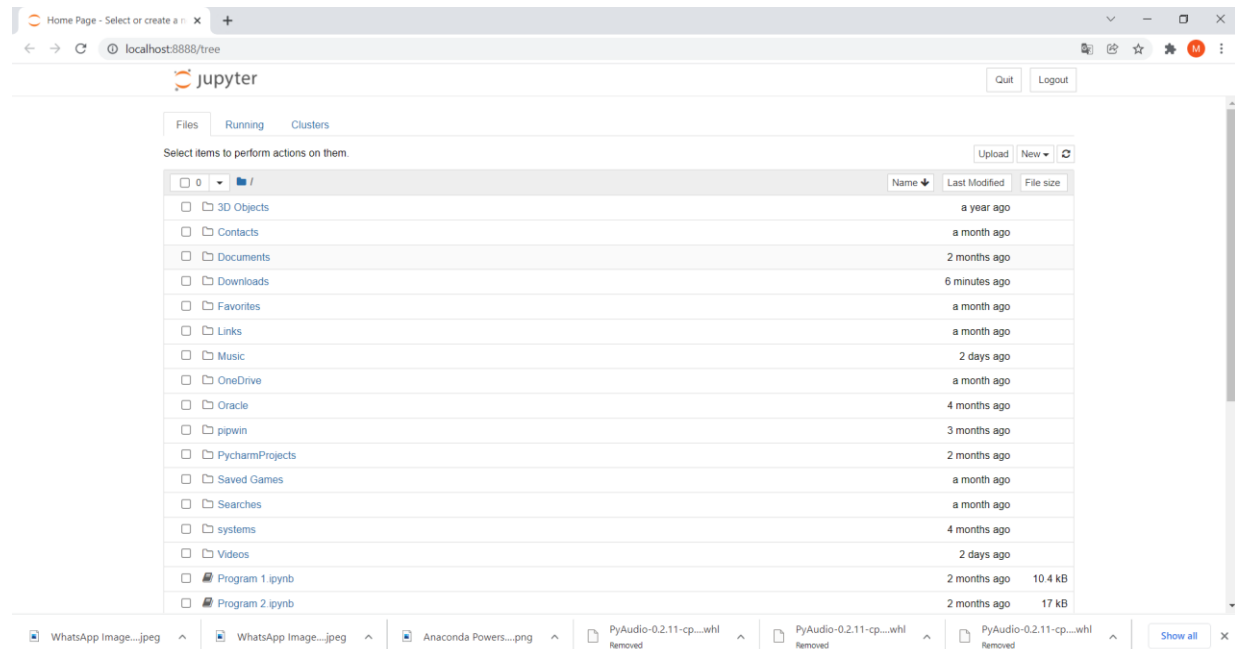 Home Page - Select or create a n
localhost:8888/tree
M
jupyter
Quit Logout
Files Running Clusters
Select items to perform actions on them.
Upload New
0 /
Name Last Modified File size
3D Objects a year ago
Contacts a month ago
Documents 2 months ago
Downloads 6 minutes ago
Favorites a month ago
Links a month ago
Music 2 days ago
OneDrive a month ago
Oracle 4 months ago
pipwin 3 months ago
PycharmProjects 2 months ago
Saved Games a month ago
Searches a month ago
systems 4 months ago
Videos 2 days ago
Program 1.ipynb 2 months ago 10.4 kB
Program 2.ipynb 2 months ago 17 kB
WhatsApp Image....jpeg WhatsApp Image....jpeg Anaconda Powers....png PyAudio-0.2.11-cp....whl PyAudio-0.2.11-cp....whl PyAudio-0.2.11-cp....whl Show all
Removed Removed Removed